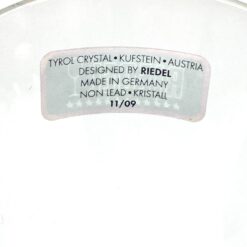 TYROL CRYSTAL • KUFSTEIN • AUSTRIA
DESIGNED BY RIEDEL
MADE IN GERMANY
NON LEAD • KRISTALL
11/09